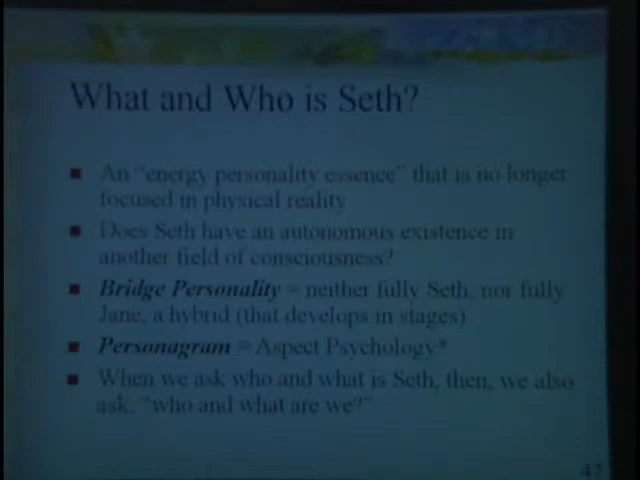 What and Who is Seth?
An "energy personality essence" that is no longer
focused in physical reality
Does Seth have an autonomous existence in
another field of consciousness?
Bridge Personality = neither fully Seth, nor fully
Jane, a hybrid (that develops in stages)
Personagram = Aspect Psychology*
When we ask who and what is Seth, then, we also
ask, "who and what are we?"
47